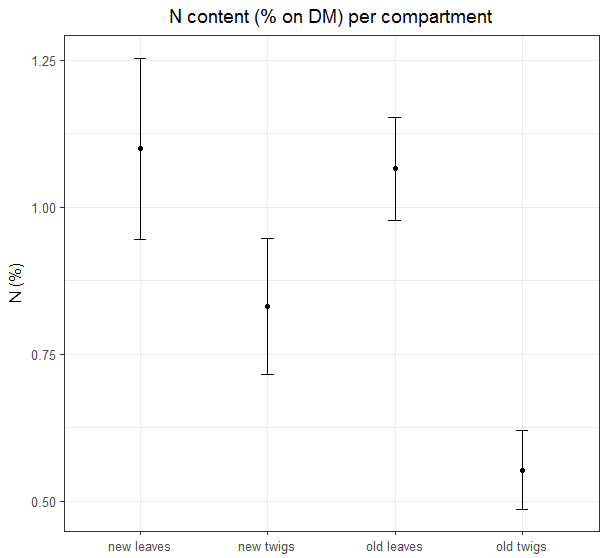 N content (% on DM) per compartment
N (%)
1.25
1.00
0.75
0.50
new leaves
new twigs
old leaves
old twigs